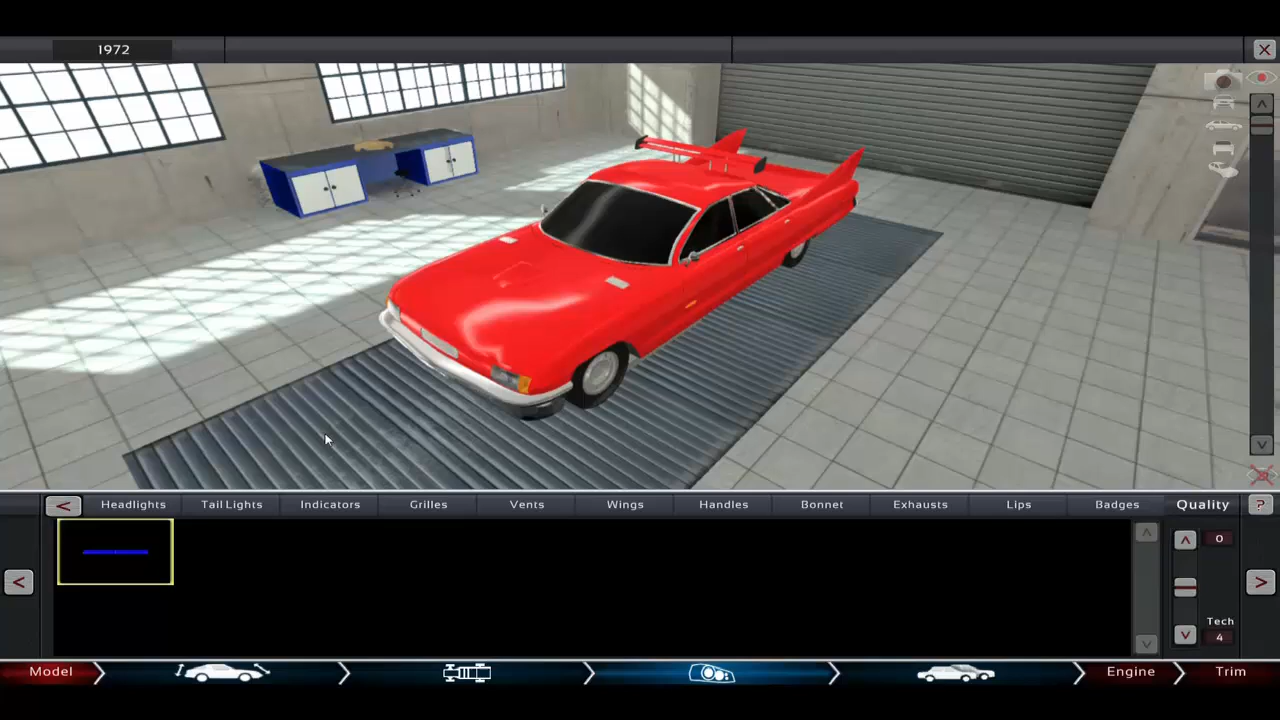 1972
Headlights
Tail Lights
Indicators
Grilles
Vents
Wings
Handles
Bonnet
Exhausts
Lips
Badges
Quality
?
0
Tech
4
Model
Engine
Trim